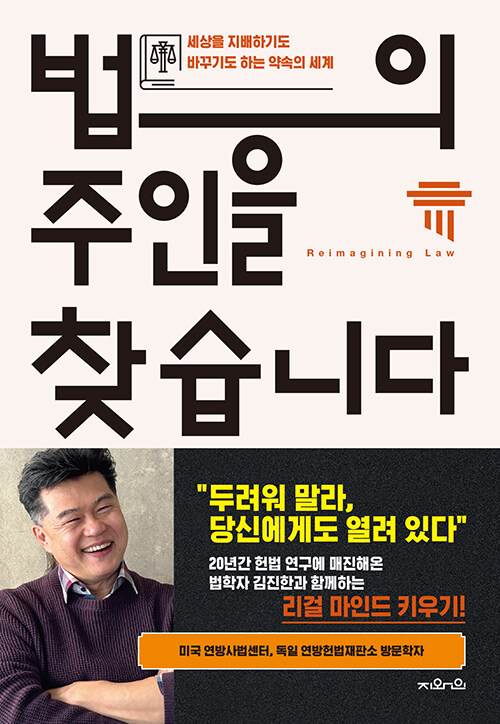 세상을 지배하기도
바꾸기도 하는 약속의 세계
법의
주인을
Reimagining Law
찾습니다
"두려워 말라,
당신에게도 열려 있다"
20년간 헌법 연구에 매진해온
법학자 김진한과 함께하는
리걸 마인드 키우기!
미국 연방사법센터, 독일 연방헌법재판소 방문학자
지와인